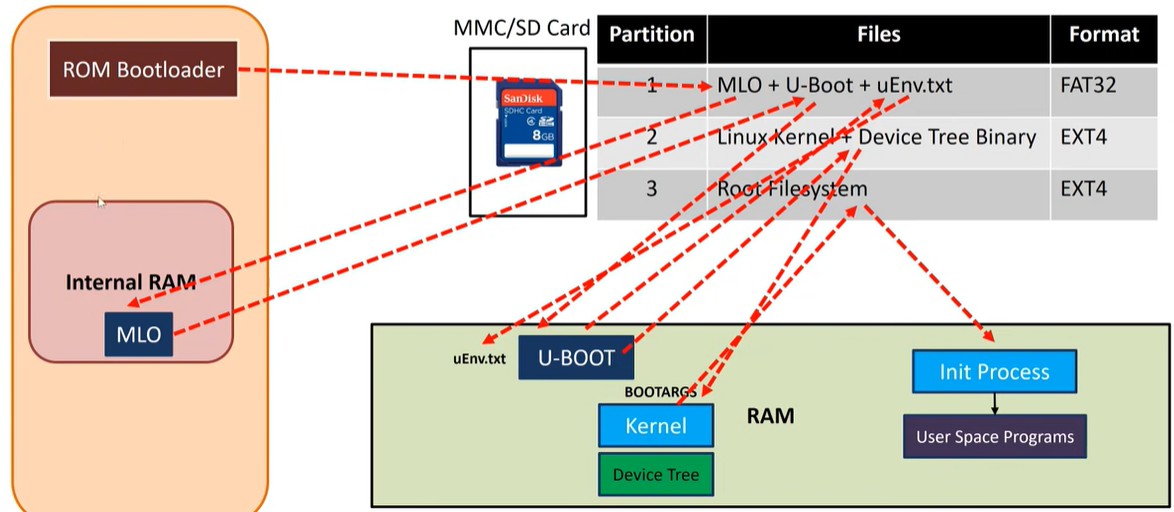 ROM Bootloader
Internal RAM
MLO
MMC/SD Card
SanDisk
SDHC Card
4
8GB
Partition Files Format
1 MLO + U-Boot + uEnv.txt FAT32
2 Linux Kernel + Device Tree Binary EXT4
3 Root Filesystem EXT4
uEnv.txt
U-BOOT
BOOTARGS
Kernel
Device Tree
RAM
Init Process
User Space Programs